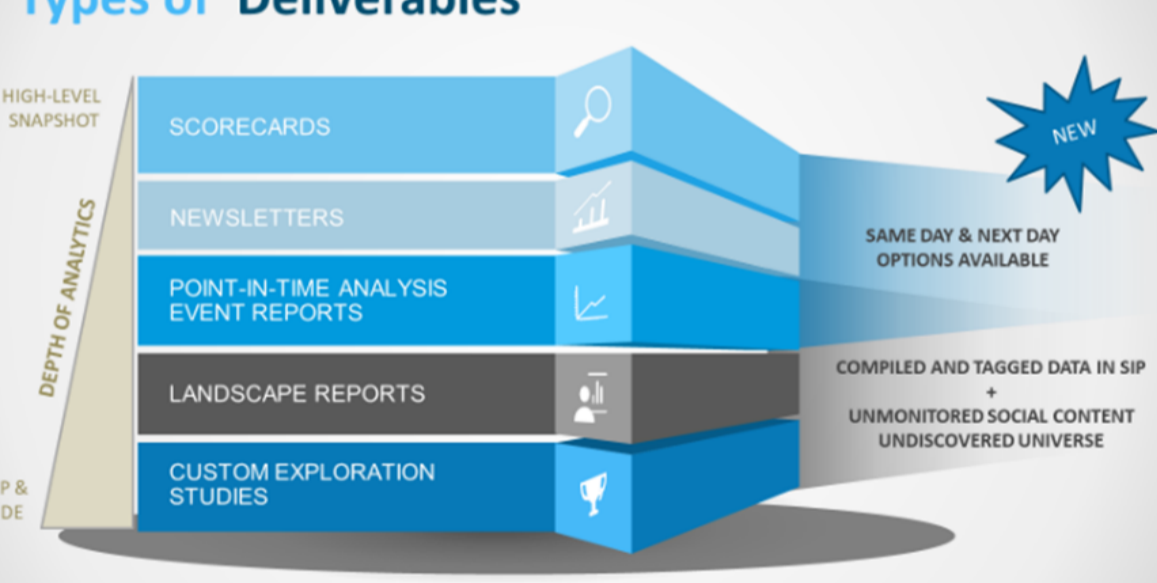 Types of Deliverables
HIGH-LEVEL
SNAPSHOT
DEPTH OF ANALYTICS
P &
DE
SCORECARDS
NEWSLETTERS
POINT-IN-TIME ANALYSIS
EVENT REPORTS
LANDSCAPE REPORTS
CUSTOM EXPLORATION
STUDIES
NEW
SAME DAY & NEXT DAY
OPTIONS AVAILABLE
COMPILED AND TAGGED DATA IN SIP
+
UNMONITORED SOCIAL CONTENT
UNDISCOVERED UNIVERSE